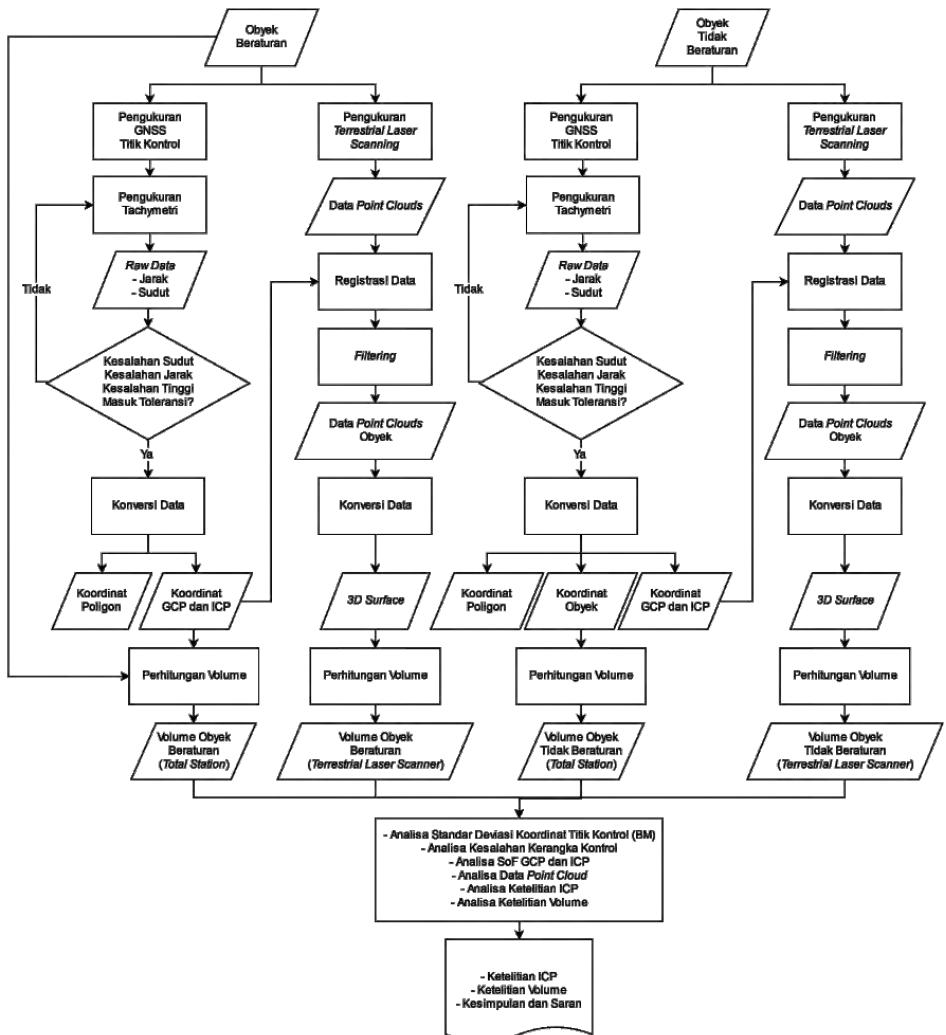 Obyek
Beraturan
Obyek
Tidak
Beraturan
Pengukuran
GNSS
Titik Kontrol
Pengukuran
Terrestrial Laser
Scanning
Pengukuran
GNSS
Titik Kontrol
Pengukuran
Terrestrial Laser
Scanning
Pengukuran
Tachymetri
Data Point Clouds
Pengukuran
Tachymetri
Data Point Clouds
Tidak
Raw Data
- Jarak
- Sudut
Registrasi Data
Tidak
Raw Data
- Jarak
- Sudut
Registrasi Data
Kesalahan Sudut
Kesalahan Jarak
Kesalahan Tinggi
Masuk Toleransi?
Filtering
Kesalahan Sudut
Kesalahan Jarak
Kesalahan Tinggi
Masuk Toleransi?
Filtering
Ya
Data Point Clouds
Obyek
Ya
Data Point Clouds
Obyek
Konversi Data
Konversi Data
Konversi Data
Konversi Data
Koordinat
Poligon
Koordinat
GCP dan ICP
3D Surface
Koordinat
Poligon
Koordinat
Obyek
Koordinat
GCP dan ICP
3D Surface
Perhitungan Volume
Perhitungan Volume
Perhitungan Volume
Perhitungan Volume
Volume Obyek
Beraturan
(Total Station)
Volume Obyek
Beraturan
(Terrestrial Laser Scanner)
Volume Obyek
Tidak Beraturan
(Total Station)
Volume Obyek
Tidak Beraturan
(Terrestrial Laser Scanner)
- Analisa Standar Deviasi Koordinat Titik Kontrol (BM)
- Analisa Kesalahan Kerangka Kontrol
- Analisa SoF GCP dan ICP
- Analisa Data Point Cloud
- Analisa Ketelitian ICP
- Analisa Ketelitian Volume
- Ketelitian ICP
- Ketelitian Volume
- Kesimpulan dan Saran